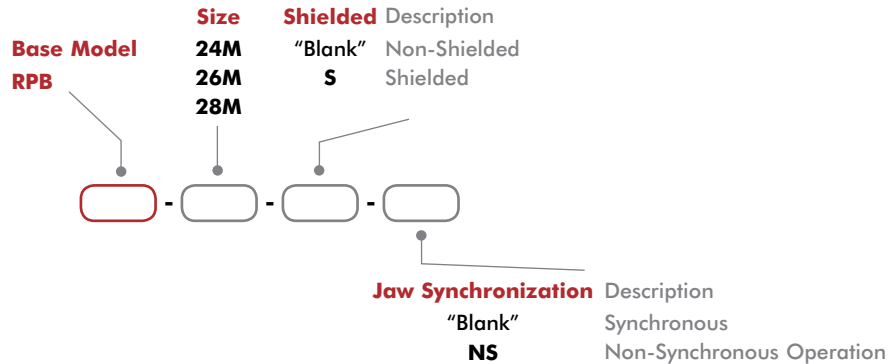 Size Shielded Description
Base Model 24M “Blank” Non-Shielded
RPB 26M S Shielded
28M
- - -
Jaw Synchronization Description
“Blank” Synchronous
NS Non-Synchronous Operation